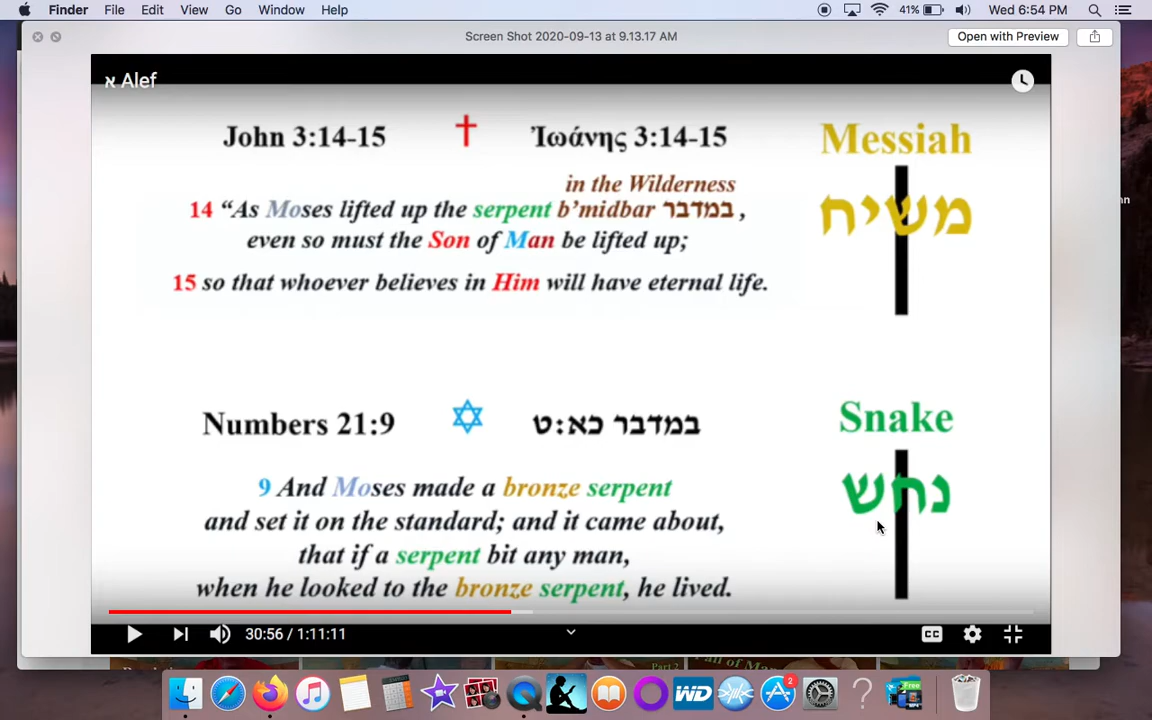 Finder File Edit View Go Window Help 41% Wed 6:54 PM
Screen Shot 2020-09-13 at 9.13.17 AM
Open with Preview
א Alef
John 3:14-15 Ἰωάνης 3:14-15
Messiah
in the Wilderness
משיח
14 “As Moses lifted up the serpent b’midbar במדבר ,
even so must the Son of Man be lifted up;
15 so that whoever believes in Him will have eternal life.
Numbers 21:9 במדבר כא:ט
Snake
נחש
9 And Moses made a bronze serpent
and set it on the standard; and it came about,
that if a serpent bit any man,
when he looked to the bronze serpent, he lived.
30:56 / 1:11:11
CC
Part 2
2
WD
Free
MP4